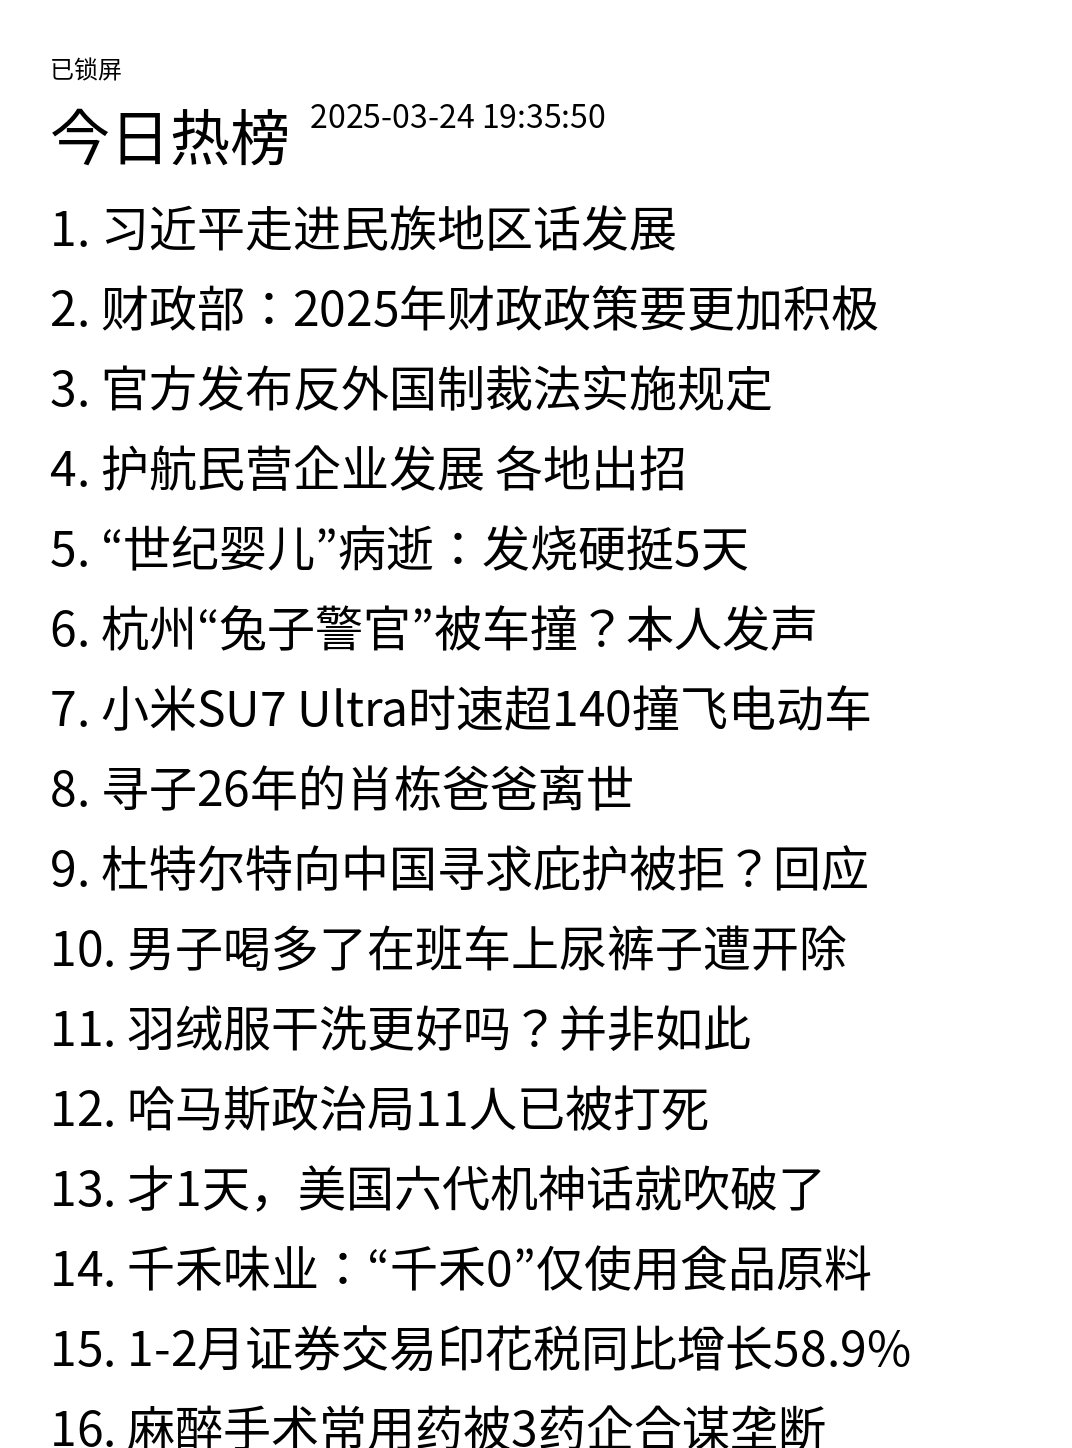 已锁屏
今日热榜 2025-03-24 19:35:50
1. 习近平走进民族地区话发展
2. 财政部：2025年财政政策要更加积极
3. 官方发布反外国制裁法实施规定
4. 护航民营企业发展 各地出招
5. “世纪婴儿”病逝：发烧硬挺5天
6. 杭州“兔子警官”被车撞？本人发声
7. 小米SU7 Ultra时速超140撞飞电动车
8. 寻子26年的肖栋爸爸离世
9. 杜特尔特向中国寻求庇护被拒？回应
10. 男子喝多了在班车上尿裤子遭开除
11. 羽绒服干洗更好吗？并非如此
12. 哈马斯政治局11人已被打死
13. 才1天，美国六代机神话就吹破了
14. 千禾味业：“千禾0”仅使用食品原料
15. 1-2月证券交易印花税同比增长58.9%
16. 麻醉手术常用药被3药企合谋垄断